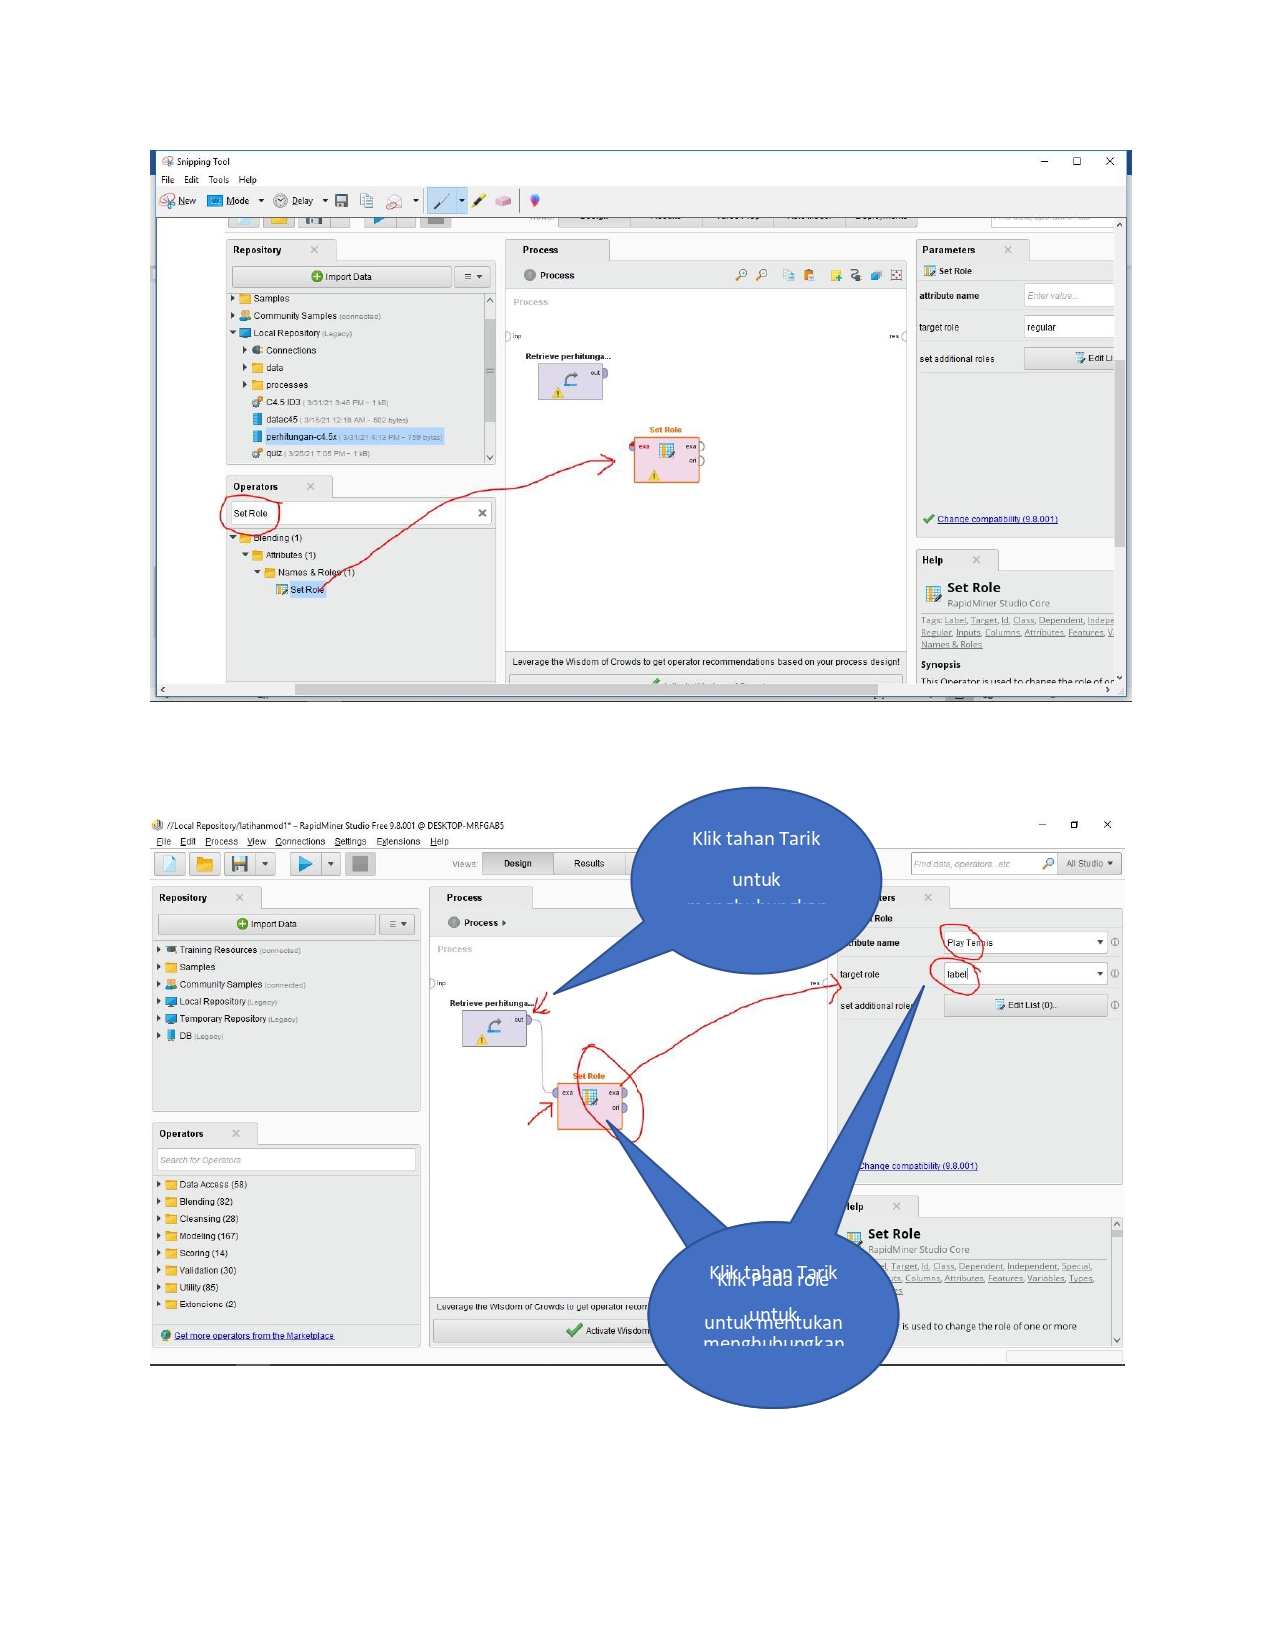 Snipping Tool
File Edit Tools Help
New Mode Delay
Repository
Import Data
Samples
Community Samples (connected)
Local Repository (Legacy)
Connections
data
processes
C4.5 ID3 ( 3/31/21 3:46 PM – 1 kB)
datac45 ( 3/15/21 12:18 AM – 802 bytes)
perhitungan-c4.5x ( 3/31/21 4:13 PM – 789 bytes)
quiz ( 3/25/21 7:05 PM – 1 kB)
Operators
Set Role
Blending (1)
Attributes (1)
Names & Roles (1)
Set Role
Process
Process
Process
inp
res
Retrieve perhitunga...
out
Set Role
exa exa
ori
Leverage the Wisdom of Crowds to get operator recommendations based on your process design!
Parameters
Set Role
attribute name Enter value...
target role regular
set additional roles Edit Li
Change compatibility (9.8.001)
Help
Set Role
RapidMiner Studio Core
Tags: Label, Target, Id, Class, Dependent, Indepe
Regular, Inputs, Columns, Attributes, Features, V
Names & Roles
Synopsis
This Operator is used to change the role of or
//Local Repository/latihanmod1* – RapidMiner Studio Free 9.8.001 @ DESKTOP-MRFGAB5
File Edit Process View Connections Settings Extensions Help
Views: Design Results
Find data, operators...etc All Studio
Repository
Import Data
Training Resources (connected)
Samples
Community Samples (connected)
Local Repository (Legacy)
Temporary Repository (Legacy)
DB (Legacy)
Operators
Search for Operators
Data Access (58)
Blending (82)
Cleansing (28)
Modeling (167)
Scoring (14)
Validation (30)
Utility (85)
Extensions (2)
Get more operators from the Marketplace
Process
Process
Process
inp
res
Retrieve perhitunga...
out
Set Role
exa exa
ori
Leverage the Wisdom of Crowds to get operator recom
Activate Wisdom
Klik tahan Tarik
untuk
menghubungkan
ters
Role
ribute name Play Tennis
target role label
set additional roles Edit List (0)...
Change compatibility (9.8.001)
elp
Set Role
RapidMiner Studio Core
l, Target, Id, Class, Dependent, Independent, Special,
uts, Columns, Attributes, Features, Variables, Types,
es
is used to change the role of one or more
Klik tahan Tarik
Klik Pada role
untuk
untuk mentukan
menghubungkan